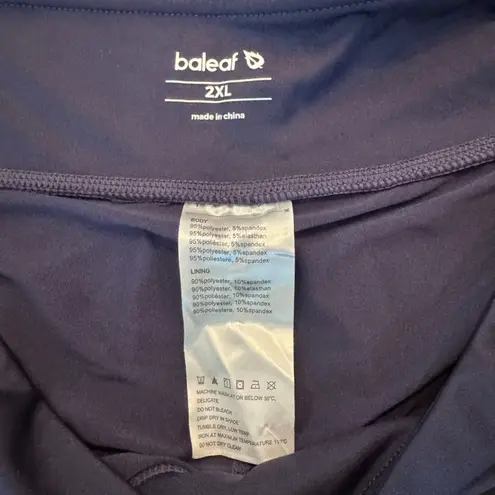 baleaf
2XL
made in china
BODY
95%polyester, 5%spandex
95%polyester, 5%elasthan
95%poliéster, 5%spandex
95%polyester, 5%spandex
95%poliestere, 5%spandex
LINING
90%polyester, 10%spandex
90%polyester, 10%elasthan
90%poliéster, 10%spandex
90%polyester, 10%spandex
90%poliestere, 10%spandex
MACHINE WASH AT OR BELOW 30°C,
DELICATE
DO NOT BLEACH
DRIP DRY IN SHADE
TUMBLE DRY, LOW TEMP
IRON AT MAXIMUM TEMPERATURE 110°C
DO NOT DRY CLEAN